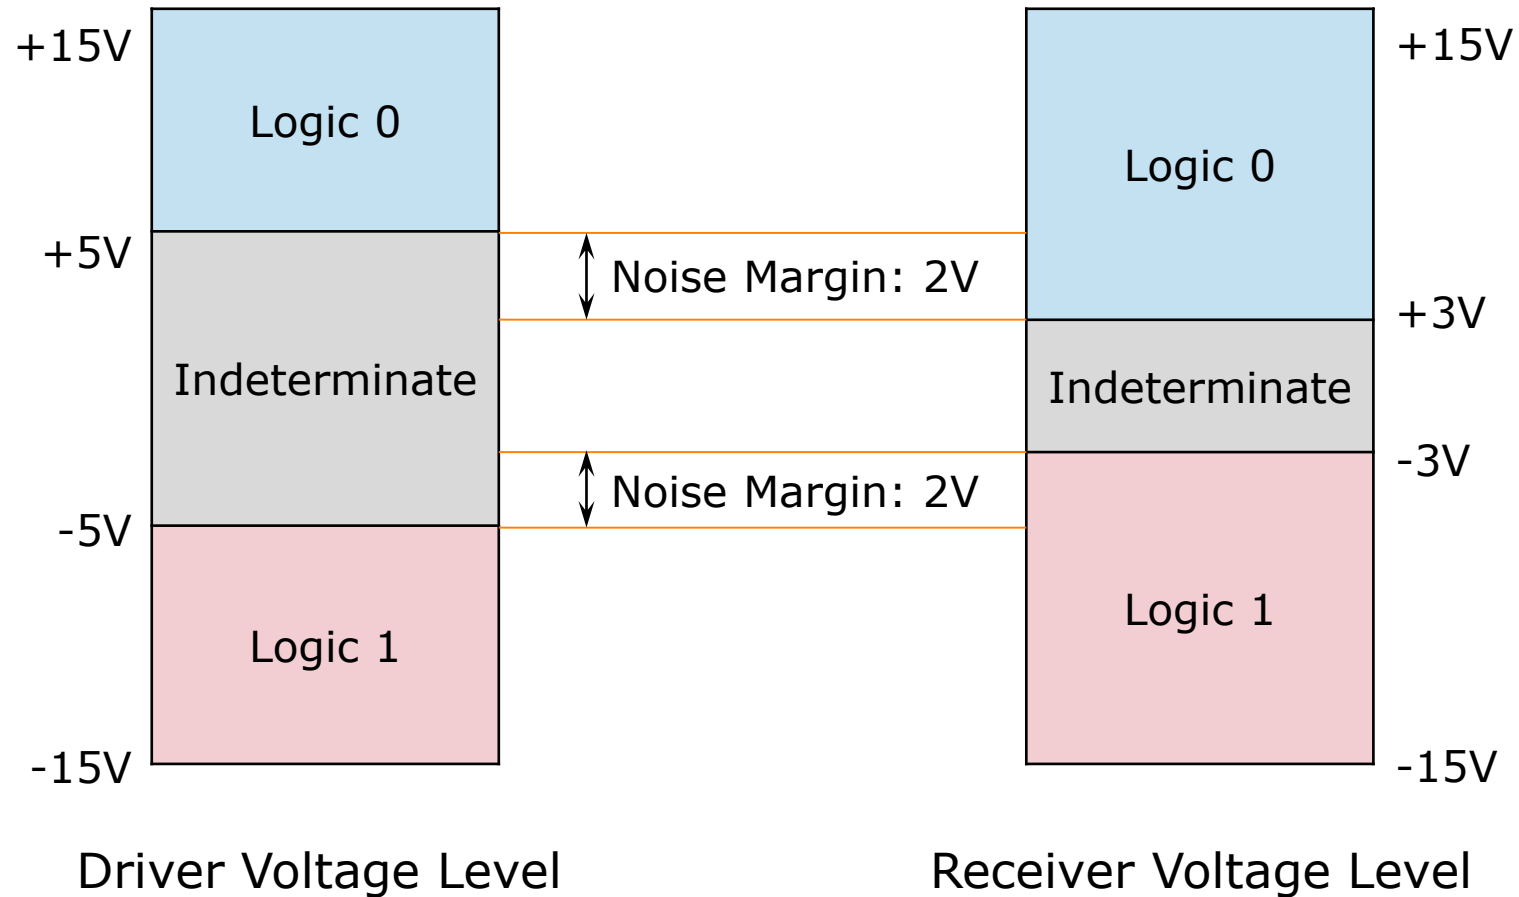 +15V
Logic 0
+5V
Indeterminate
-5V
Logic 1
-15V
Driver Voltage Level
Noise Margin: 2V
Noise Margin: 2V
+15V
Logic 0
+3V
Indeterminate
-3V
Logic 1
-15V
Receiver Voltage Level